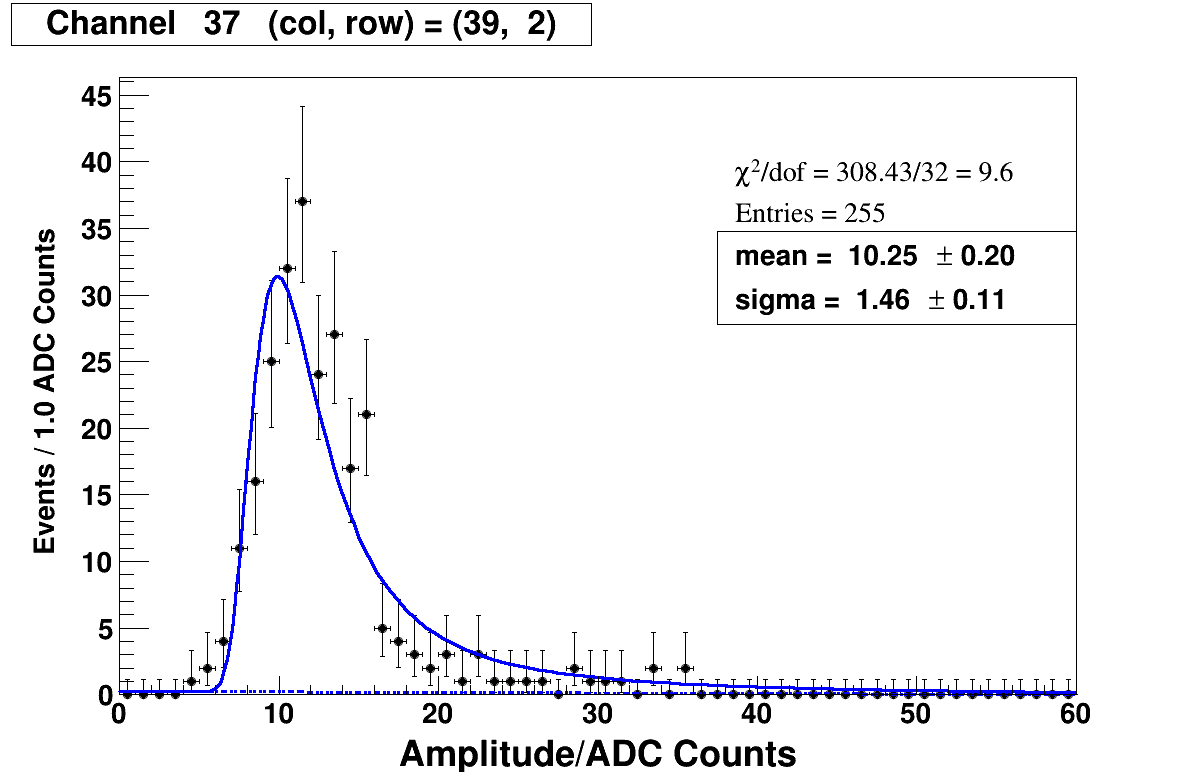 Channel 37 (col, row) = (39, 2)
χ²/dof = 308.43/32 = 9.6
Entries = 255
mean = 10.25 ± 0.20
sigma = 1.46 ± 0.11
Events / 1.0 ADC Counts
45
40
35
30
25
20
15
10
5
0
0 10 20 30 40 50 60
Amplitude/ADC Counts